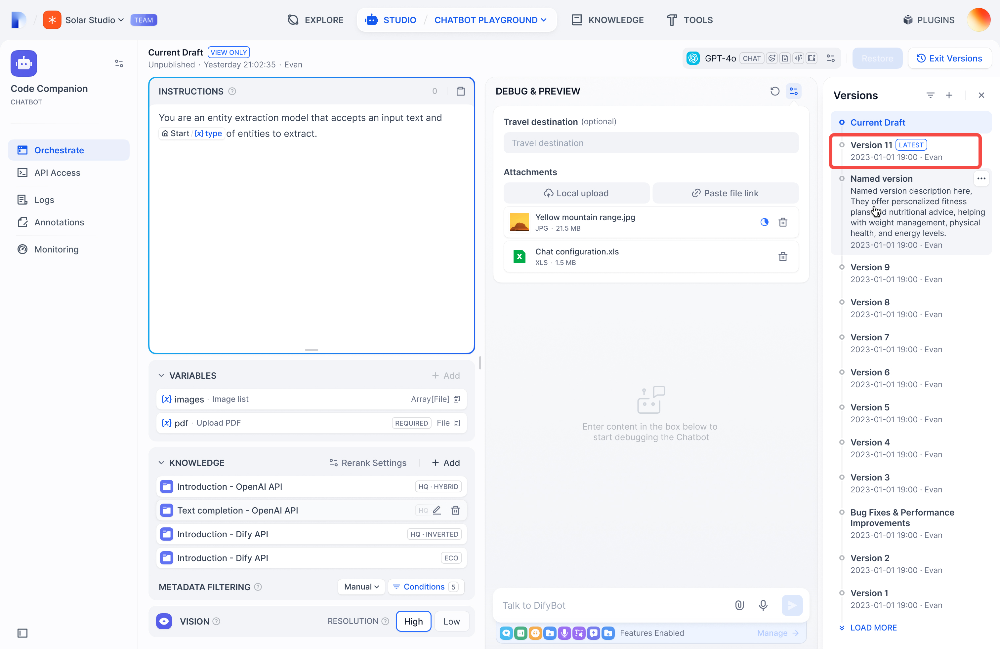 Solar Studio
TEAM
EXPLORE
STUDIO / CHATBOT PLAYGROUND
KNOWLEDGE
TOOLS
PLUGINS
Code Companion
CHATBOT
Orchestrate
API Access
Logs
Annotations
Monitoring
Current Draft VIEW ONLY
Unpublished · Yesterday 21:02:35 · Evan
GPT-4o CHAT
Restore
Exit Versions
INSTRUCTIONS
0
You are an entity extraction model that accepts an input text and
Start / {x} type of entities to extract.
VARIABLES
+ Add
{x} images · Image list
Array[File]
{x} pdf · Upload PDF
REQUIRED File
KNOWLEDGE
Rerank Settings
+ Add
Introduction - OpenAI API
HQ · HYBRID
Text completion - OpenAI API
HQ
Introduction - Dify API
HQ · INVERTED
Introduction - Dify API
ECO
METADATA FILTERING
Manual
Conditions 5
VISION
RESOLUTION
High
Low
DEBUG & PREVIEW
Travel destination (optional)
Travel destination
Attachments
Local upload
Paste file link
Yellow mountain range.jpg
JPG · 21.5 MB
X
Chat configuration.xls
XLS · 1.5 MB
Enter content in the box below to
start debugging the Chatbot
Talk to DifyBot
Features Enabled
Manage →
Versions
Current Draft
Version 11 LATEST
2023-01-01 19:00 · Evan
Named version
Named version description here,
They offer personalized fitness
plans d nutritional advice, helping
with weight management, physical
health, and energy levels.
2023-01-01 19:00 · Evan
Version 9
2023-01-01 19:00 · Evan
Version 8
2023-01-01 19:00 · Evan
Version 7
2023-01-01 19:00 · Evan
Version 6
2023-01-01 19:00 · Evan
Version 5
2023-01-01 19:00 · Evan
Version 4
2023-01-01 19:00 · Evan
Version 3
2023-01-01 19:00 · Evan
Bug Fixes & Performance
Improvements
2023-01-01 19:00 · Evan
Version 2
2023-01-01 19:00 · Evan
Version 1
2023-01-01 19:00 · Evan
LOAD MORE